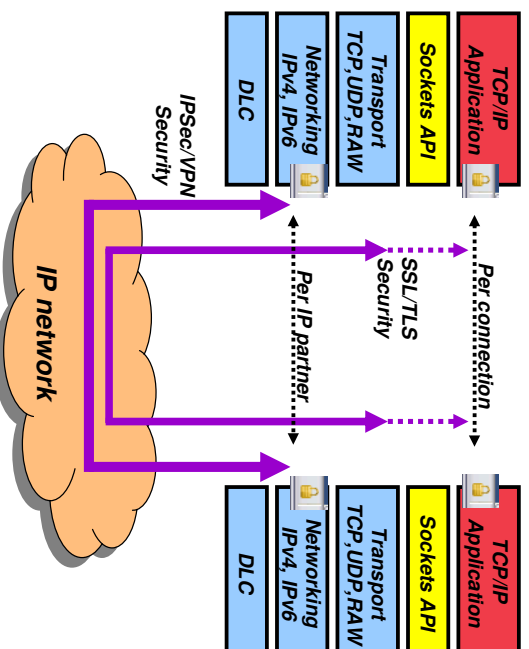 TCP/IP
Application
Sockets API
Transport
TCP,UDP,RAW
Networking
IPv4, IPv6
DLC
Per connection
SSL/TLS
Security
Per IP partner
IPSec/VPN
Security
IP network
TCP/IP
Application
Sockets API
Transport
TCP,UDP,RAW
Networking
IPv4, IPv6
DLC